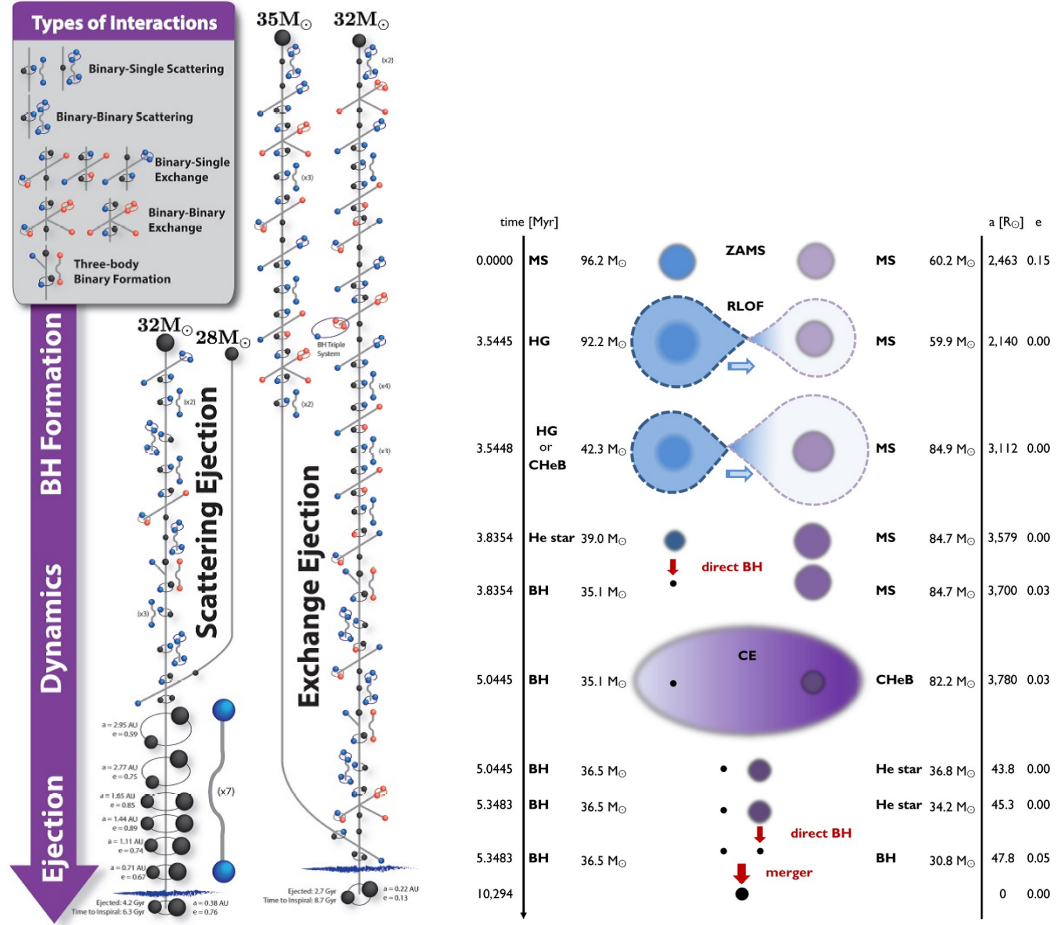 Types of Interactions
Binary-Single Scattering
Binary-Binary Scattering
Binary-Single
Exchange
Binary-Binary
Exchange
Three-body
Binary Formation
BH Formation
Dynamics
Ejection
32M⊙
28M⊙
(x2)
(x3)
Scattering Ejection
a = 2.95 AU
e = 0.59
a = 2.77 AU
e = 0.75
a = 1.65 AU
e = 0.85
a = 1.44 AU
e = 0.89
a = 1.11 AU
e = 0.74
a = 0.71 AU
e = 0.67
(x7)
Ejected: 4.2 Gyr
Time to Inspiral: 6.3 Gyr
a = 0.38 AU
e = 0.76
35M⊙
32M⊙
(x2)
(x3)
BH Triple
System
(x4)
(x2)
Exchange Ejection
Ejected: 2.7 Gyr
Time to Inspiral: 8.7 Gyr
a = 0.22 AU
e = 0.13
time [Myr] a [R⊙] e
0.0000 MS 96.2 M⊙ ZAMS MS 60.2 M⊙ 2,463 0.15
RLOF
3.5445 HG 92.2 M⊙ MS 59.9 M⊙ 2,140 0.00
HG
or
3.5448 CHeB 42.3 M⊙ MS 84.9 M⊙ 3,112 0.00
3.8354 He star 39.0 M⊙ MS 84.7 M⊙ 3,579 0.00
direct BH
3.8354 BH 35.1 M⊙ MS 84.7 M⊙ 3,700 0.03
CE
5.0445 BH 35.1 M⊙ CHeB 82.2 M⊙ 3,780 0.03
5.0445 BH 36.5 M⊙ He star 36.8 M⊙ 43.8 0.00
5.3483 BH 36.5 M⊙ He star 34.2 M⊙ 45.3 0.00
direct BH
5.3483 BH 36.5 M⊙ BH 30.8 M⊙ 47.8 0.05
merger
10,294 0 0.00